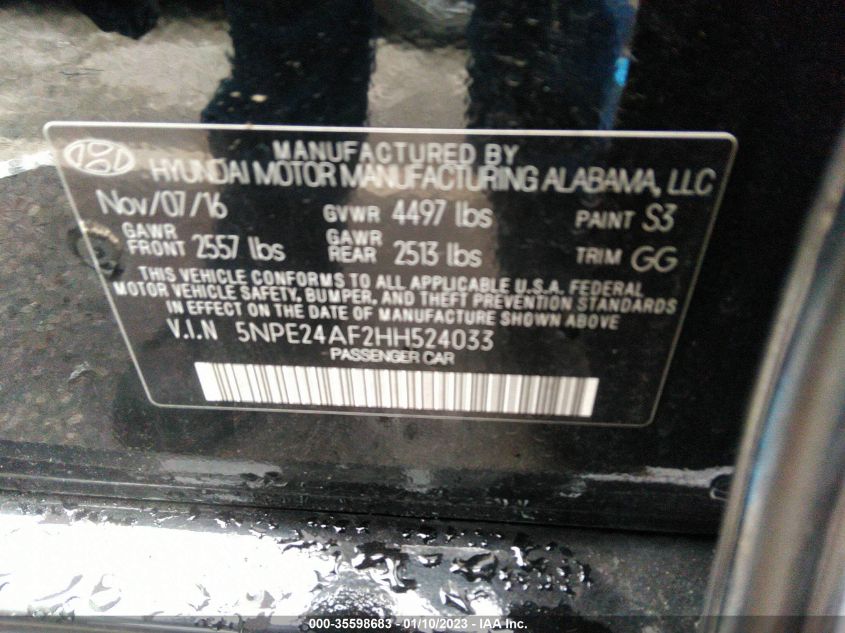 MANUFACTURED BY
HYUNDAI MOTOR MANUFACTURING ALABAMA, LLC
Nov/07/16 GVWR 4497 lbs PAINT S3
GAWR FRONT 2557 lbs GAWR REAR 2513 lbs TRIM GG
THIS VEHICLE CONFORMS TO ALL APPLICABLE U.S.A. FEDERAL
MOTOR VEHICLE SAFETY, BUMPER, AND THEFT PREVENTION STANDARDS
IN EFFECT ON THE DATE OF MANUFACTURE SHOWN ABOVE.
V.I.N 5NPE24AF2HH524033
PASSENGER CAR
(000-35598683 - 01/10/2023 - IAA Inc.